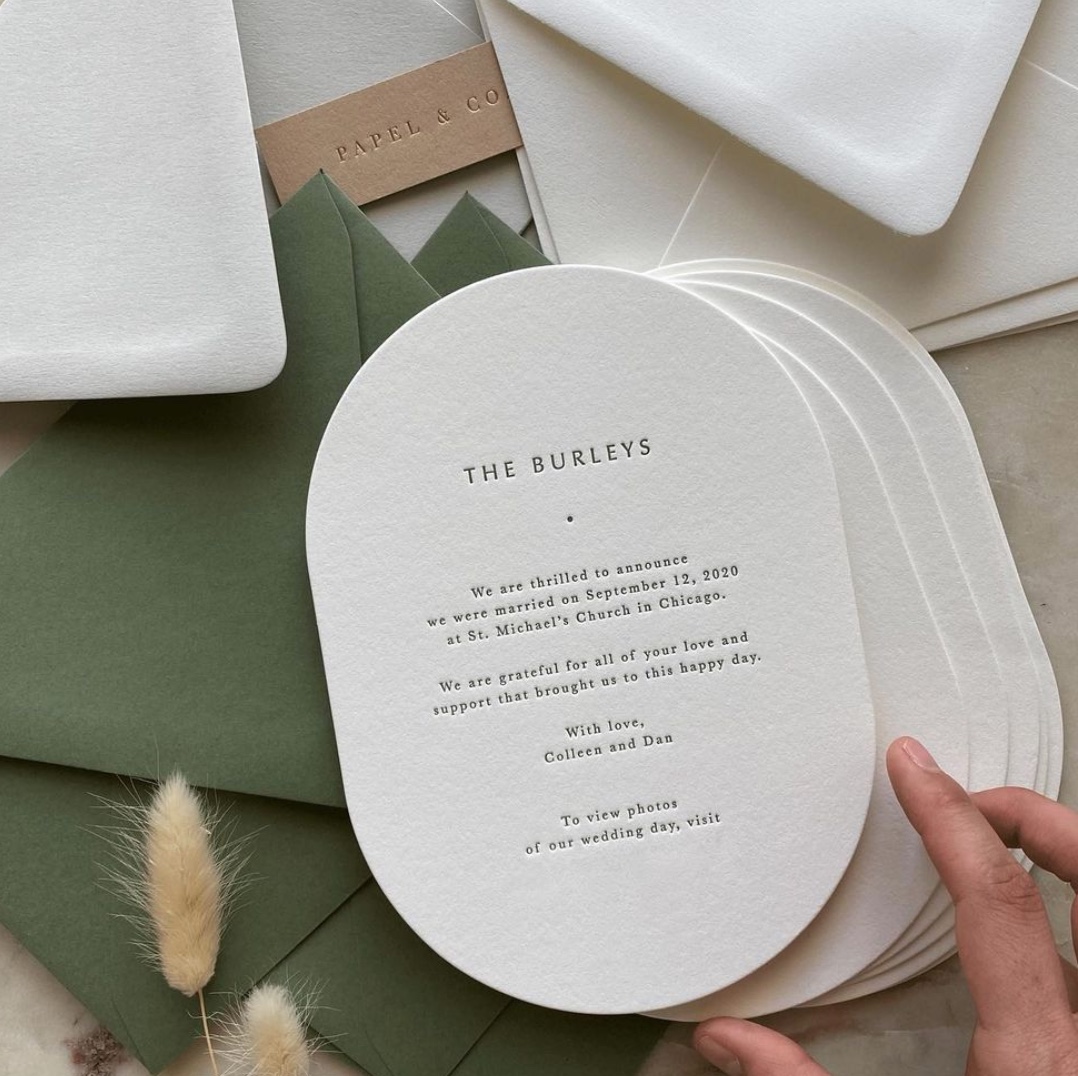 PAPEL & CO.
THE BURLEYS
We are thrilled to announce
we were married on September 12, 2020
at St. Michael's Church in Chicago.
We are grateful for all of your love and
support that brought us to this happy day.
With love,
Colleen and Dan
To view photos
of our wedding day, visit